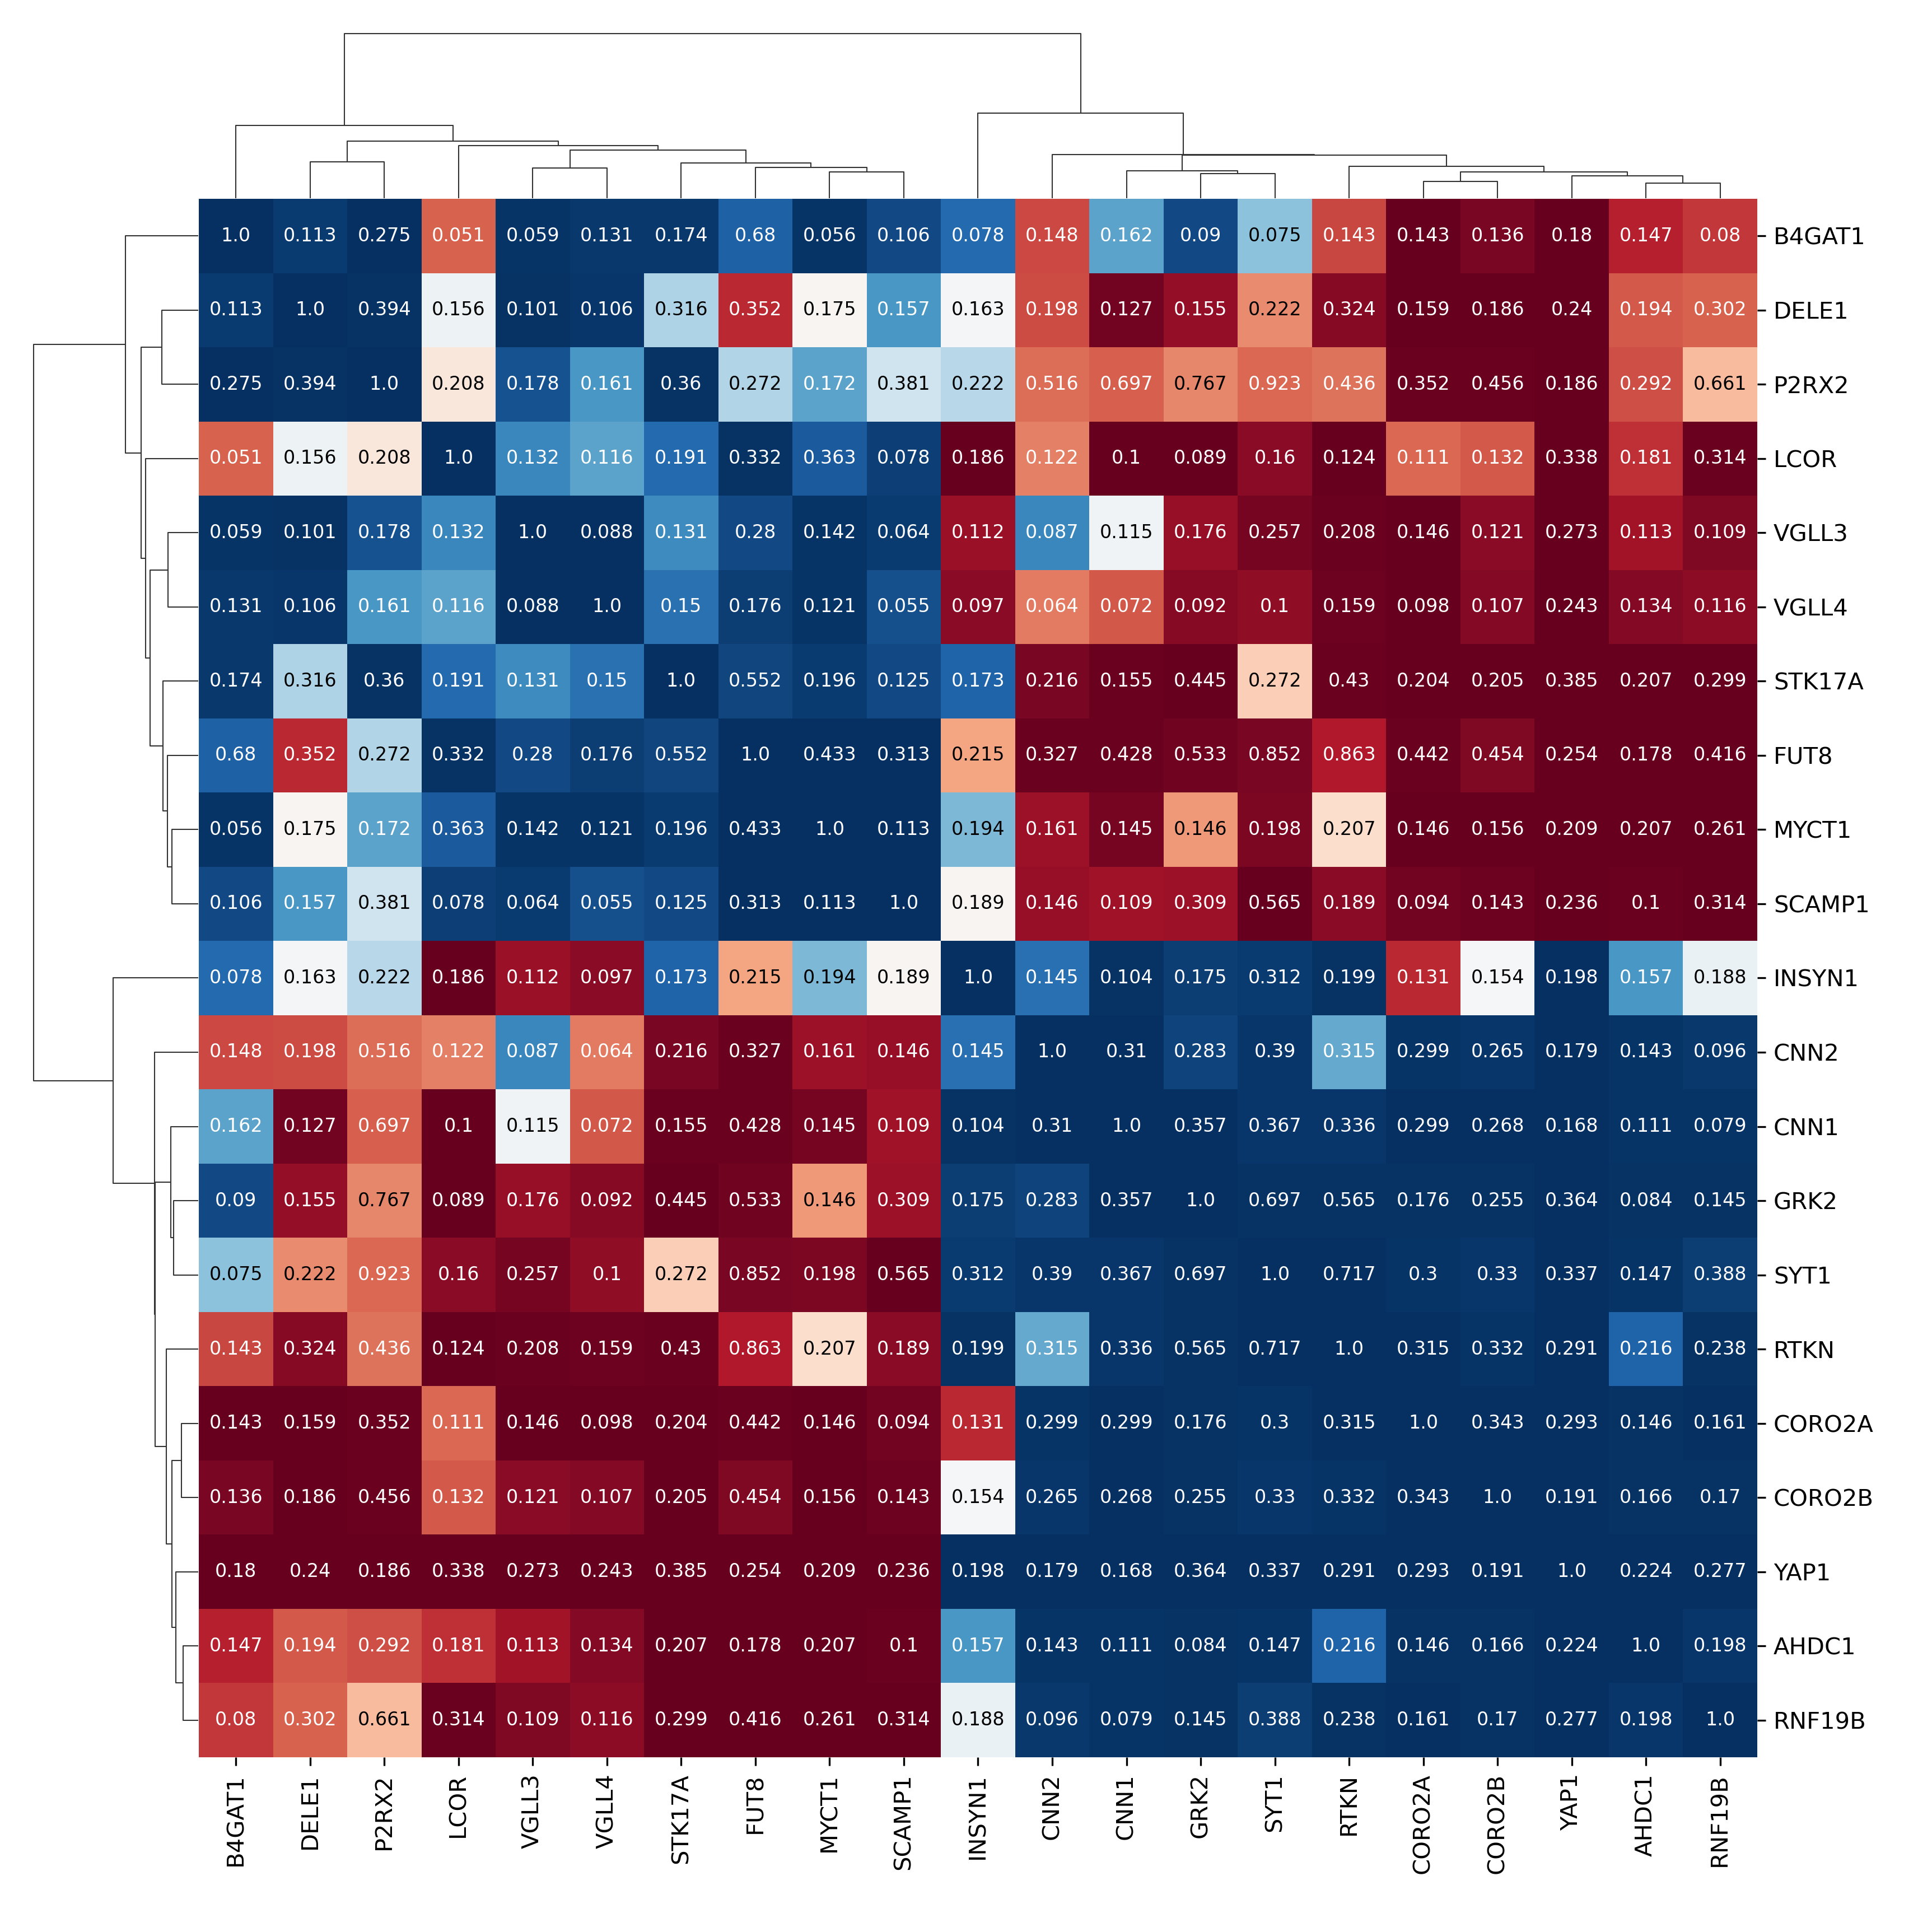 1.0 0.113 0.275 0.051 0.059 0.131 0.174 0.68 0.056 0.106 0.078 0.148 0.162 0.09 0.075 0.143 0.143 0.136 0.18 0.147 0.08 B4GAT1
0.113 1.0 0.394 0.156 0.101 0.106 0.316 0.352 0.175 0.157 0.163 0.198 0.127 0.155 0.222 0.324 0.159 0.186 0.24 0.194 0.302 DELE1
0.275 0.394 1.0 0.208 0.178 0.161 0.36 0.272 0.172 0.381 0.222 0.516 0.697 0.767 0.923 0.436 0.352 0.456 0.186 0.292 0.661 P2RX2
0.051 0.156 0.208 1.0 0.132 0.116 0.191 0.332 0.363 0.078 0.186 0.122 0.1 0.089 0.16 0.124 0.111 0.132 0.338 0.181 0.314 LCOR
0.059 0.101 0.178 0.132 1.0 0.088 0.131 0.28 0.142 0.064 0.112 0.087 0.115 0.176 0.257 0.208 0.146 0.121 0.273 0.113 0.109 VGLL3
0.131 0.106 0.161 0.116 0.088 1.0 0.15 0.176 0.121 0.055 0.097 0.064 0.072 0.092 0.1 0.159 0.098 0.107 0.243 0.134 0.116 VGLL4
0.174 0.316 0.36 0.191 0.131 0.15 1.0 0.552 0.196 0.125 0.173 0.216 0.155 0.445 0.272 0.43 0.204 0.205 0.385 0.207 0.299 STK17A
0.68 0.352 0.272 0.332 0.28 0.176 0.552 1.0 0.433 0.313 0.215 0.327 0.428 0.533 0.852 0.863 0.442 0.454 0.254 0.178 0.416 FUT8
0.056 0.175 0.172 0.363 0.142 0.121 0.196 0.433 1.0 0.113 0.194 0.161 0.145 0.146 0.198 0.207 0.146 0.156 0.209 0.207 0.261 MYCT1
0.106 0.157 0.381 0.078 0.064 0.055 0.125 0.313 0.113 1.0 0.189 0.146 0.109 0.309 0.565 0.189 0.094 0.143 0.236 0.1 0.314 SCAMP1
0.078 0.163 0.222 0.186 0.112 0.097 0.173 0.215 0.194 0.189 1.0 0.145 0.104 0.175 0.312 0.199 0.131 0.154 0.198 0.157 0.188 INSYN1
0.148 0.198 0.516 0.122 0.087 0.064 0.216 0.327 0.161 0.146 0.145 1.0 0.31 0.283 0.39 0.315 0.299 0.265 0.179 0.143 0.096 CNN2
0.162 0.127 0.697 0.1 0.115 0.072 0.155 0.428 0.145 0.109 0.104 0.31 1.0 0.357 0.367 0.336 0.299 0.268 0.168 0.111 0.079 CNN1
0.09 0.155 0.767 0.089 0.176 0.092 0.445 0.533 0.146 0.309 0.175 0.283 0.357 1.0 0.697 0.565 0.176 0.255 0.364 0.084 0.145 GRK2
0.075 0.222 0.923 0.16 0.257 0.1 0.272 0.852 0.198 0.565 0.312 0.39 0.367 0.697 1.0 0.717 0.3 0.33 0.337 0.147 0.388 SYT1
0.143 0.324 0.436 0.124 0.208 0.159 0.43 0.863 0.207 0.189 0.199 0.315 0.336 0.565 0.717 1.0 0.315 0.332 0.291 0.216 0.238 RTKN
0.143 0.159 0.352 0.111 0.146 0.098 0.204 0.442 0.146 0.094 0.131 0.299 0.299 0.176 0.3 0.315 1.0 0.343 0.293 0.146 0.161 CORO2A
0.136 0.186 0.456 0.132 0.121 0.107 0.205 0.454 0.156 0.143 0.154 0.265 0.268 0.255 0.33 0.332 0.343 1.0 0.191 0.166 0.17 CORO2B
0.18 0.24 0.186 0.338 0.273 0.243 0.385 0.254 0.209 0.236 0.198 0.179 0.168 0.364 0.337 0.291 0.293 0.191 1.0 0.224 0.277 YAP1
0.147 0.194 0.292 0.181 0.113 0.134 0.207 0.178 0.207 0.1 0.157 0.143 0.111 0.084 0.147 0.216 0.146 0.166 0.224 1.0 0.198 AHDC1
0.08 0.302 0.661 0.314 0.109 0.116 0.299 0.416 0.261 0.314 0.188 0.096 0.079 0.145 0.388 0.238 0.161 0.17 0.277 0.198 1.0 RNF19B
B4GAT1 DELE1 P2RX2 LCOR VGLL3 VGLL4 STK17A FUT8 MYCT1 SCAMP1 INSYN1 CNN2 CNN1 GRK2 SYT1 RTKN CORO2A CORO2B YAP1 AHDC1 RNF19B